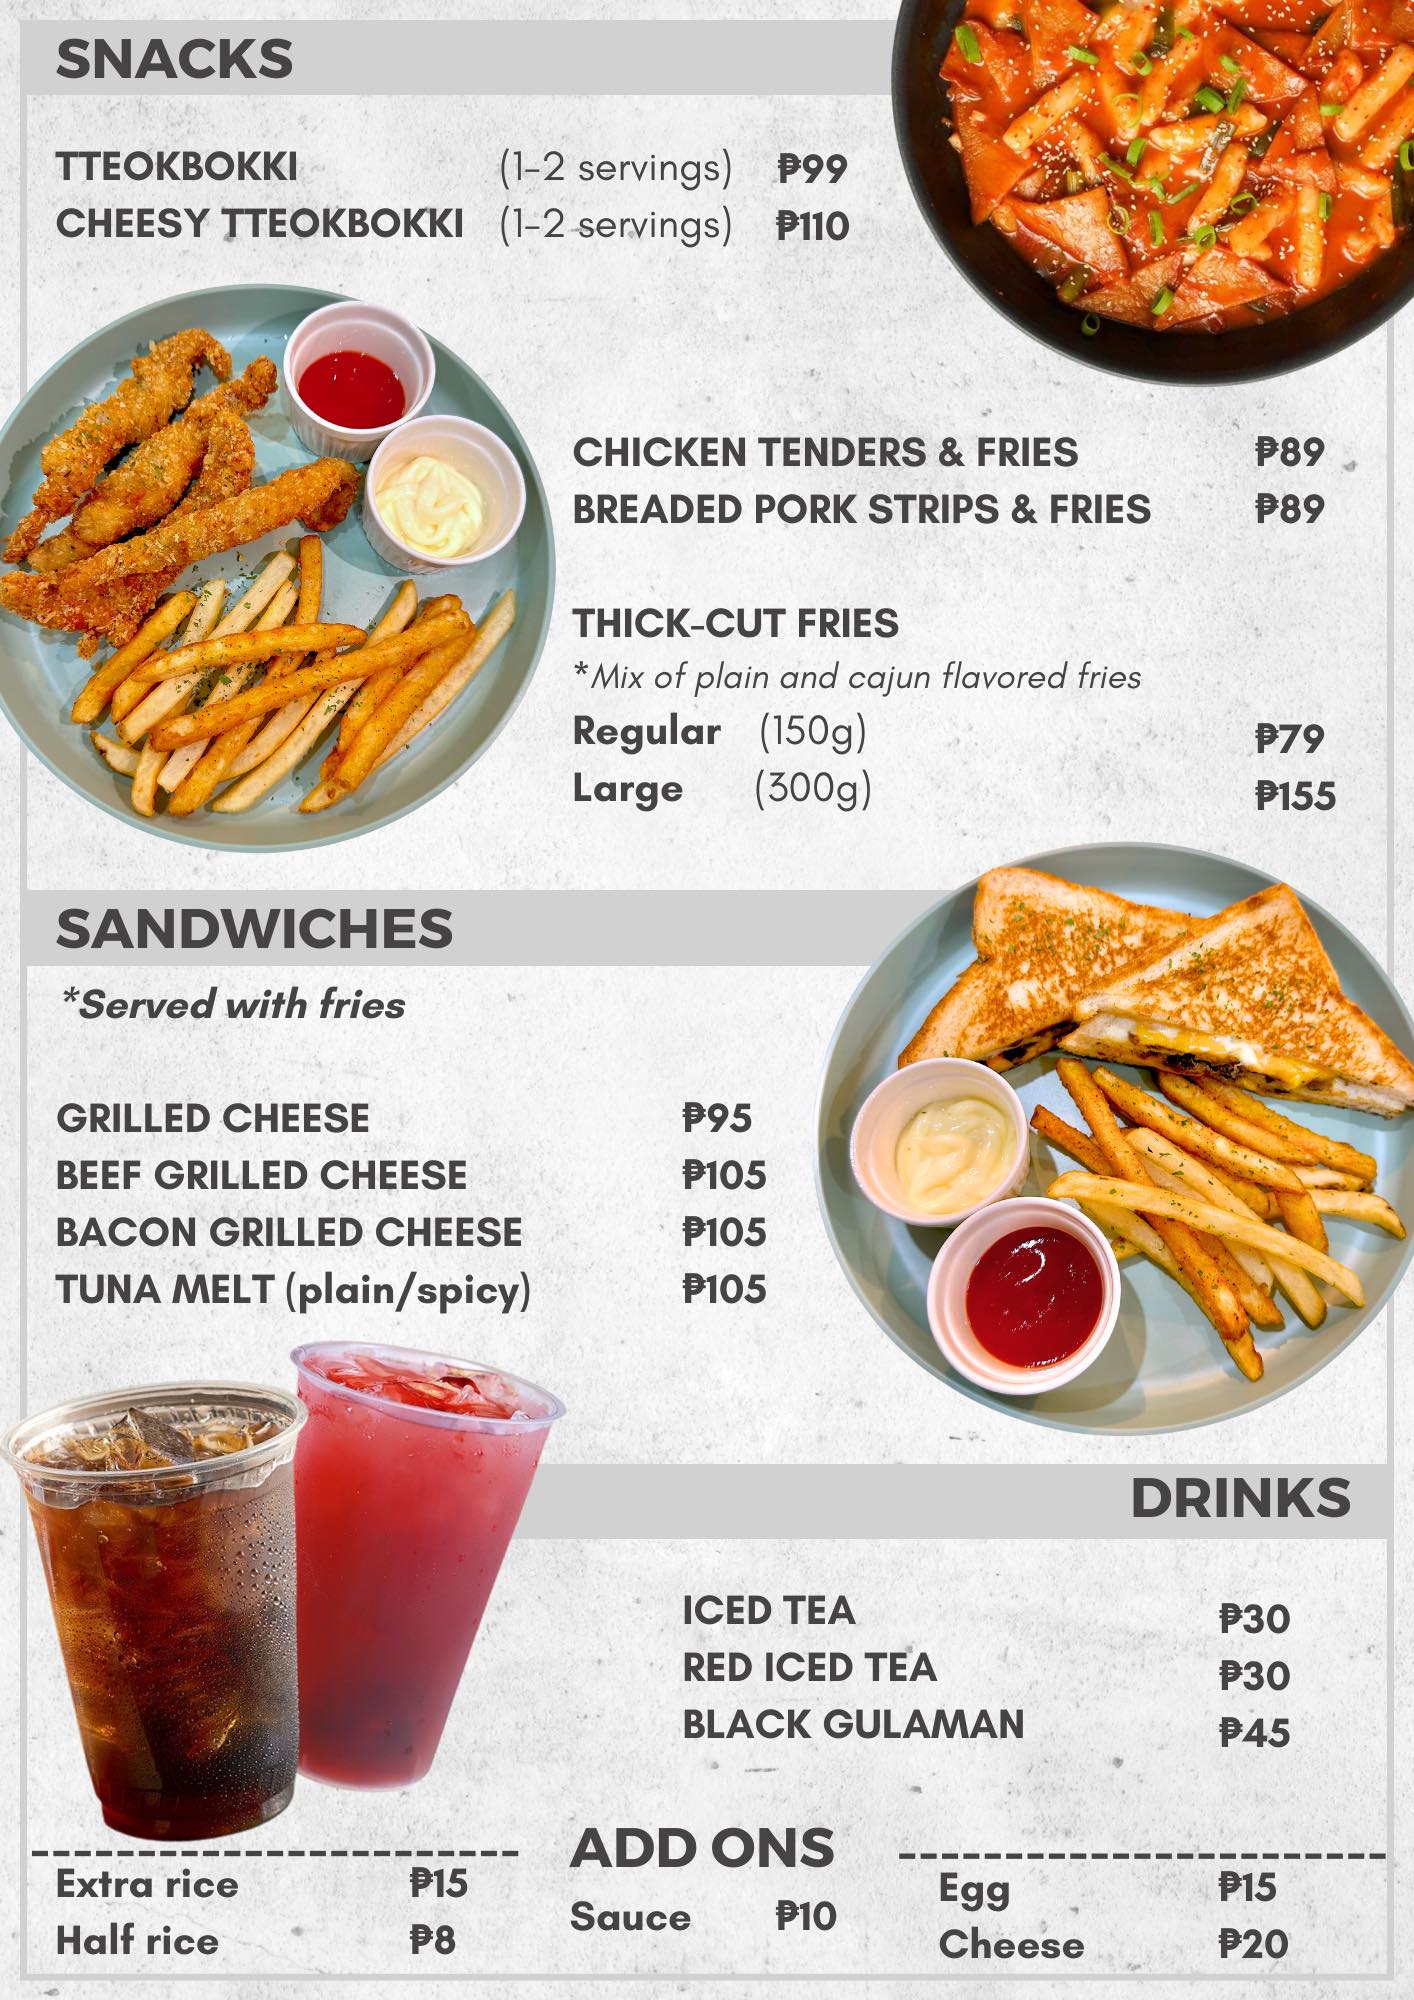 SNACKS
TTEOKBOKKI (1-2 servings) ₱99
CHEESY TTEOKBOKKI (1-2 servings) ₱110
CHICKEN TENDERS & FRIES ₱89
BREADED PORK STRIPS & FRIES ₱89
THICK-CUT FRIES
*Mix of plain and cajun flavored fries
Regular (150g) ₱79
Large (300g) ₱155
SANDWICHES
*Served with fries
GRILLED CHEESE ₱95
BEEF GRILLED CHEESE ₱105
BACON GRILLED CHEESE ₱105
TUNA MELT (plain/spicy) ₱105
DRINKS
ICED TEA ₱30
RED ICED TEA ₱30
BLACK GULAMAN ₱45
ADD ONS
Extra rice ₱15
Half rice ₱8
Sauce ₱10
Egg ₱15
Cheese ₱20